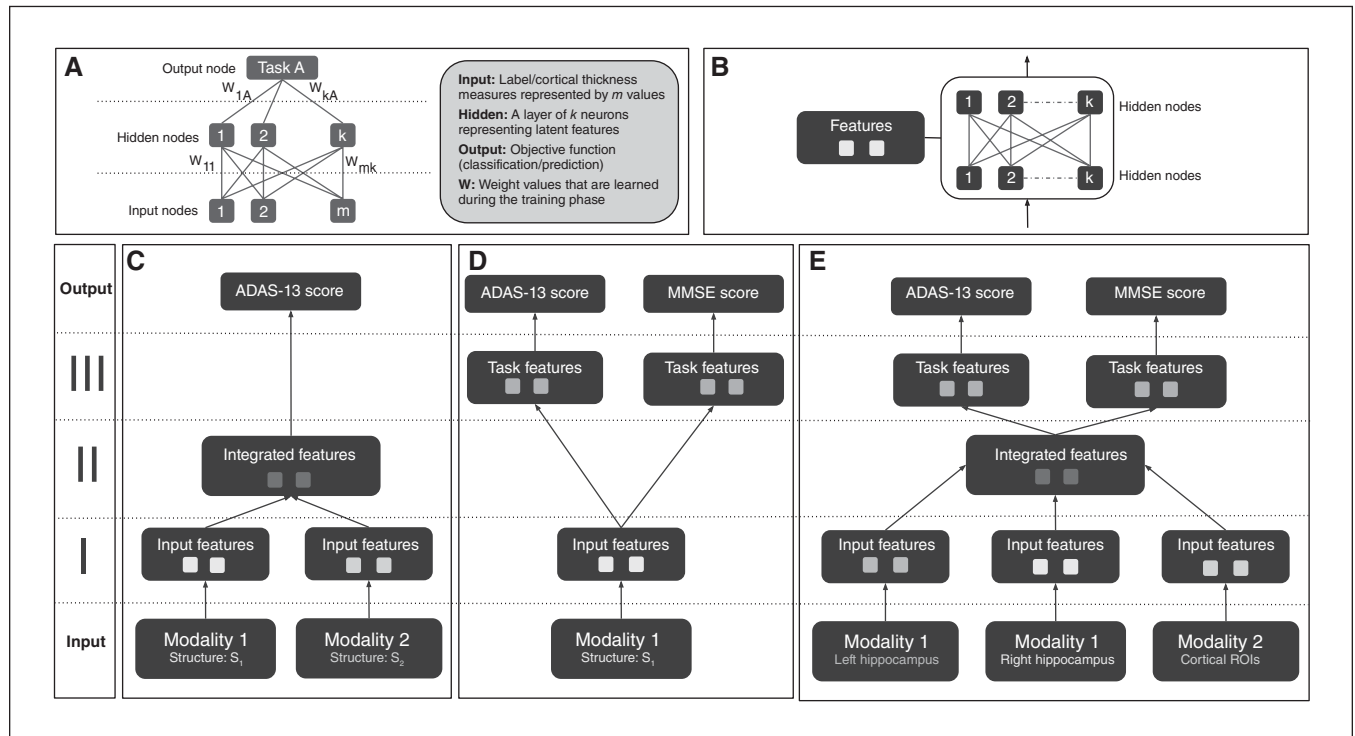 A
Output node
Task A
W1A
WkA
Hidden nodes
1
2
k
W11
Wmk
Input nodes
1
2
m
Input: Label/cortical thickness
measures represented by m values
Hidden: A layer of k neurons
representing latent features
Output: Objective function
(classification/prediction)
W: Weight values that are learned
during the training phase
B
Features
1
2
k
Hidden nodes
1
2
k
Hidden nodes
Output
III
II
I
Input
C
ADAS-13 score
Integrated features
Input features
Input features
Modality 1
Structure: S1
Modality 2
Structure: S2
D
ADAS-13 score
MMSE score
Task features
Task features
Input features
Modality 1
Structure: S1
E
ADAS-13 score
MMSE score
Task features
Task features
Integrated features
Input features
Input features
Input features
Modality 1
Left hippocampus
Modality 1
Right hippocampus
Modality 2
Cortical ROIs